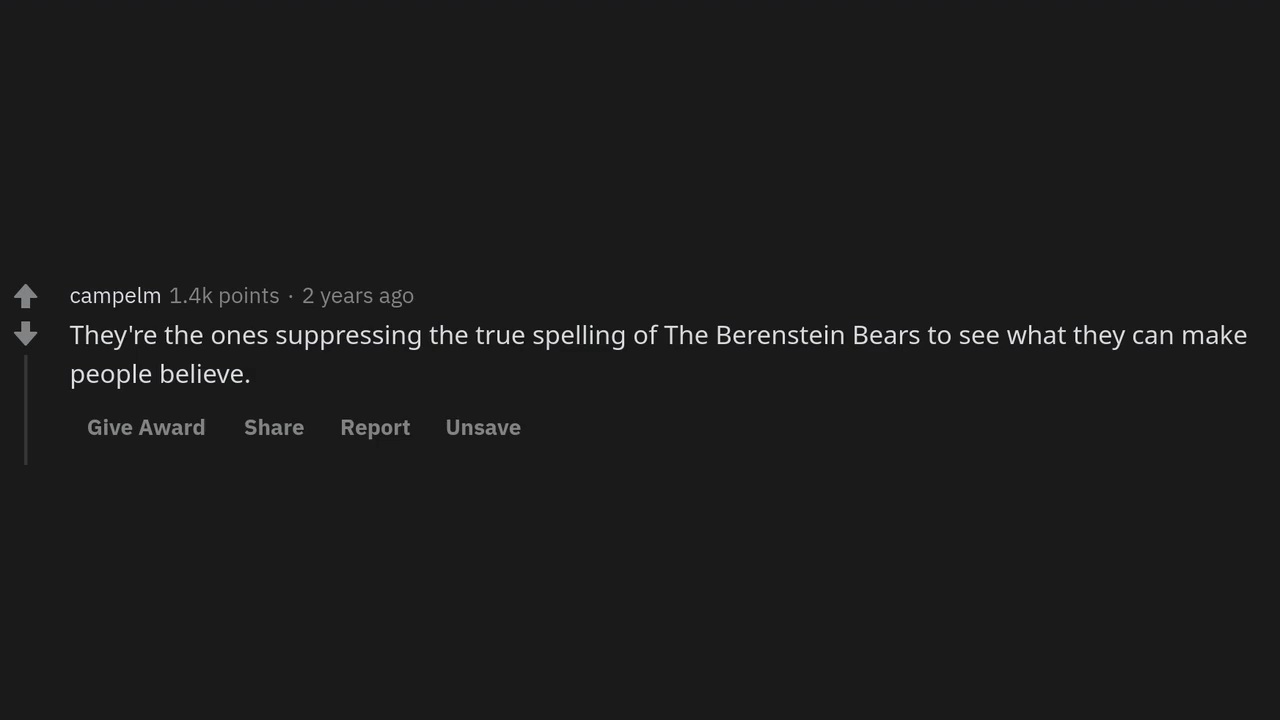 campelm 1.4k points · 2 years ago
They're the ones suppressing the true spelling of The Berenstein Bears to see what they can make
people believe.
Give Award Share Report Unsave